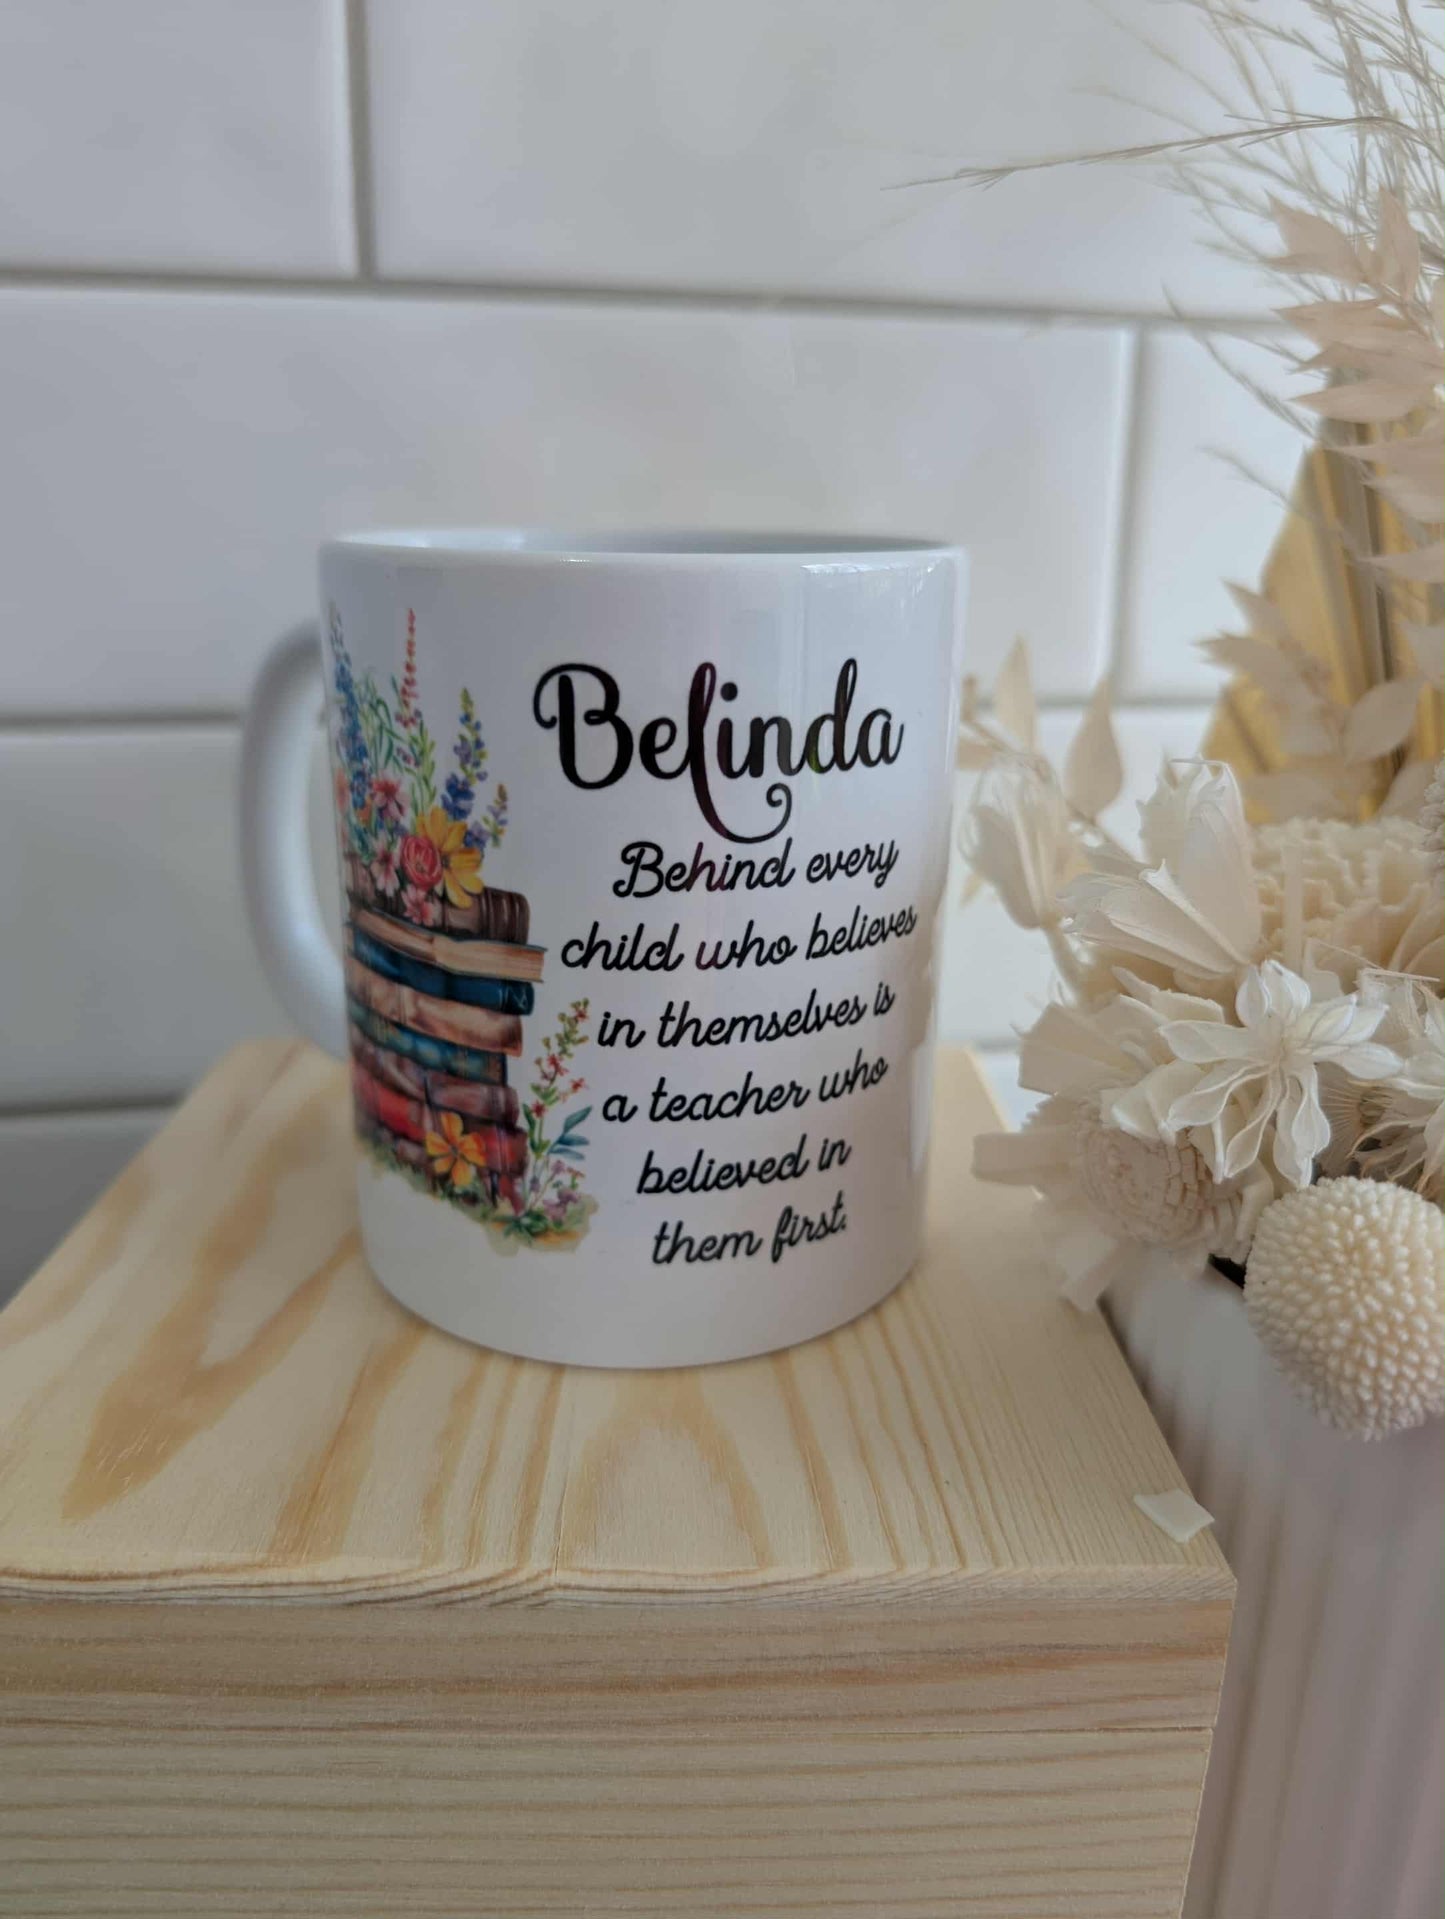 Belinda
Behind every
child who believes
in themselves is
a teacher who
believed in
them first.